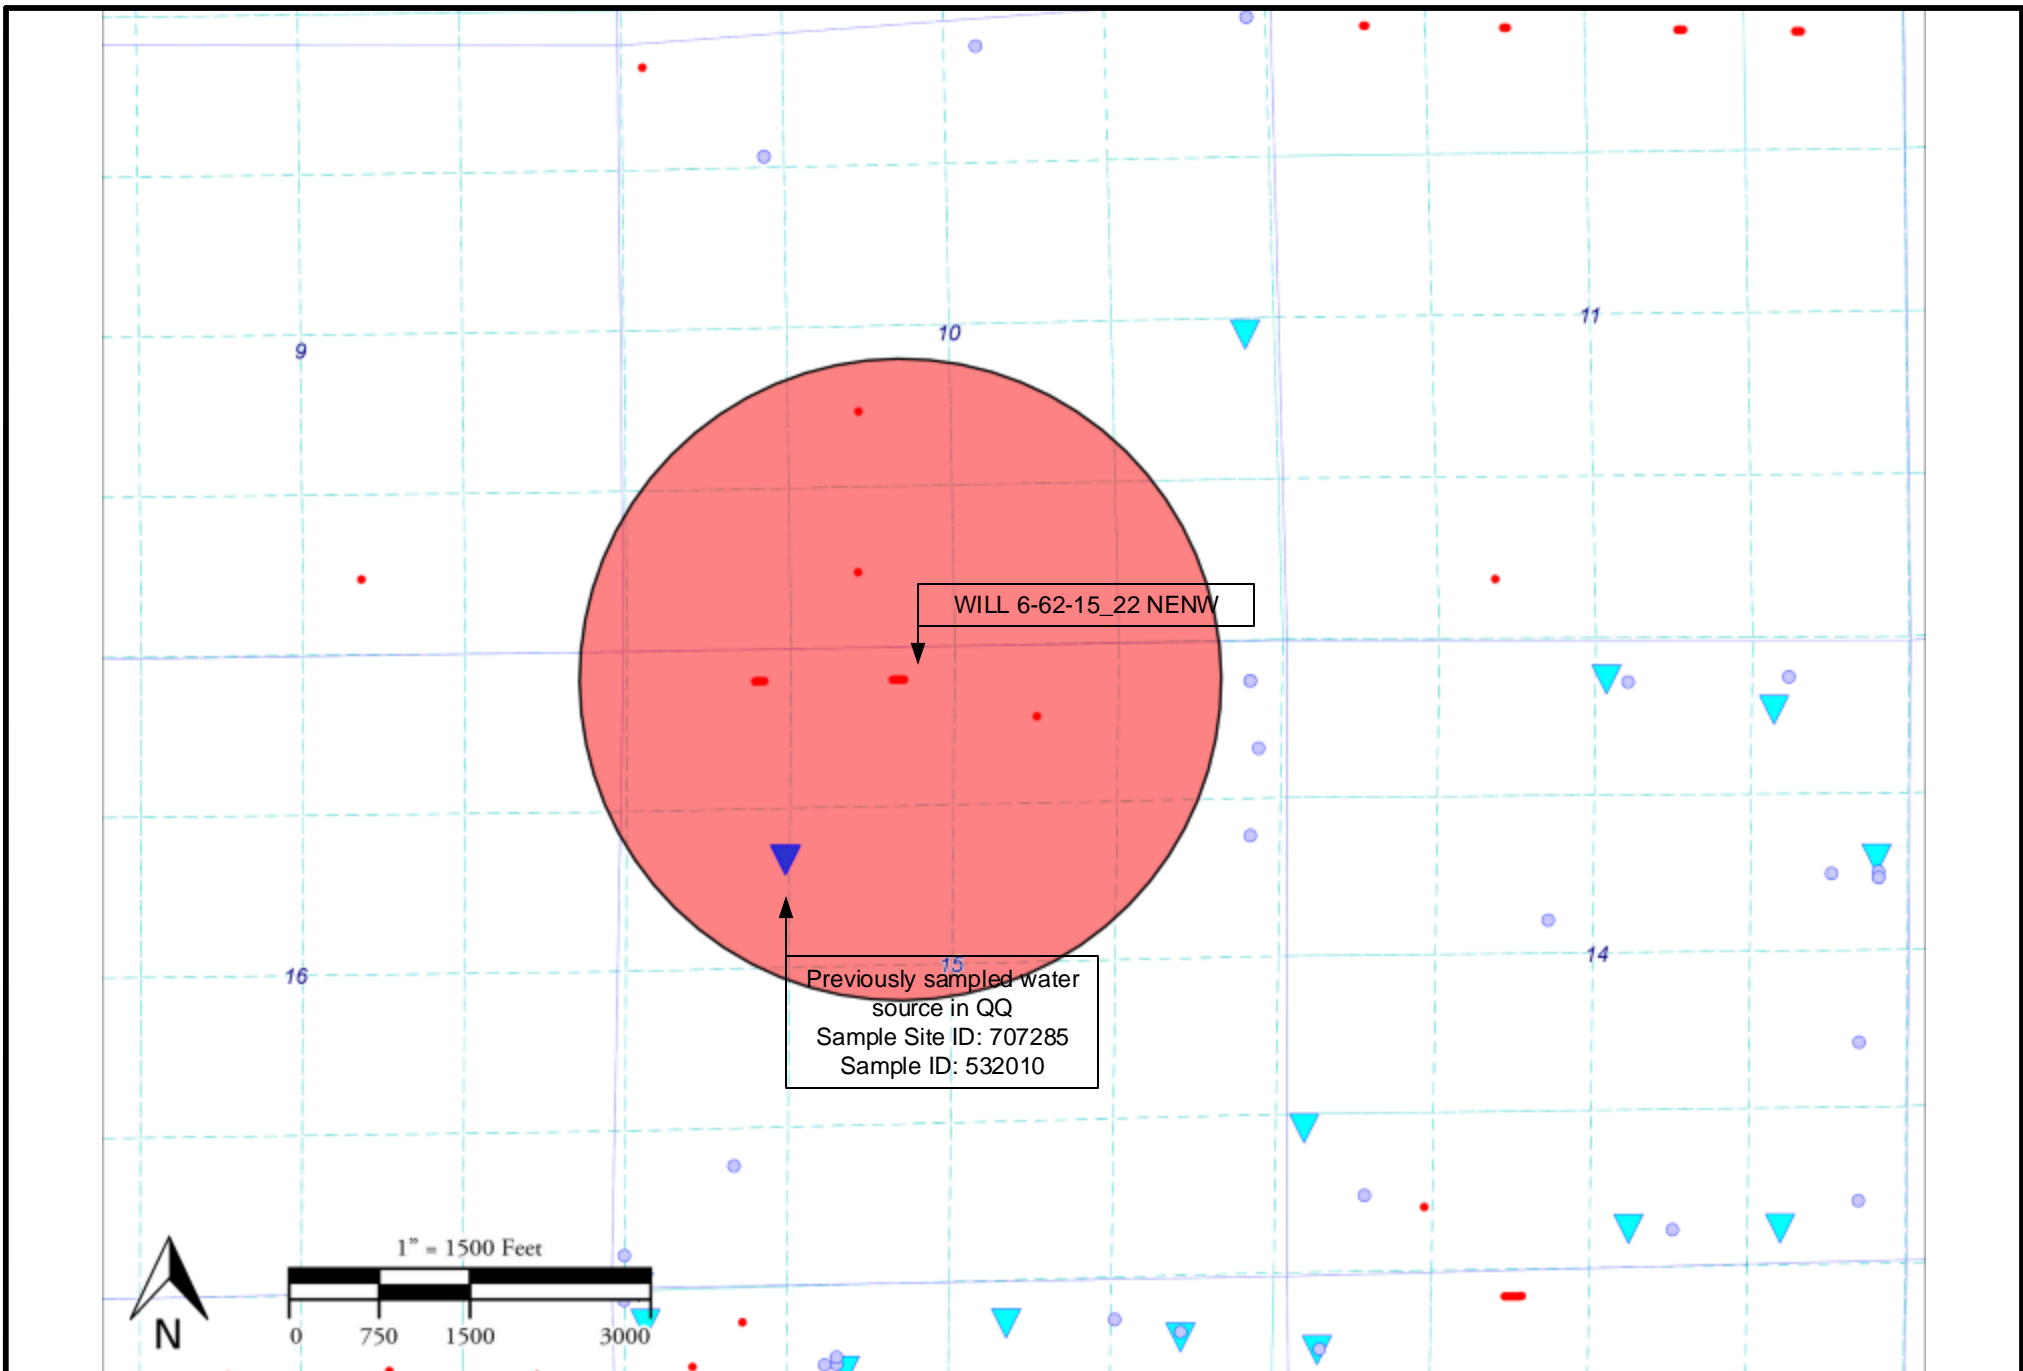 11
10
9
WILL 6-62-15_22 NENW
15
Previously sampled water
source in QQ
Sample Site ID: 707285
Sample ID: 532010
16
14
1” = 1500 Feet
0 750 1500 3000
N